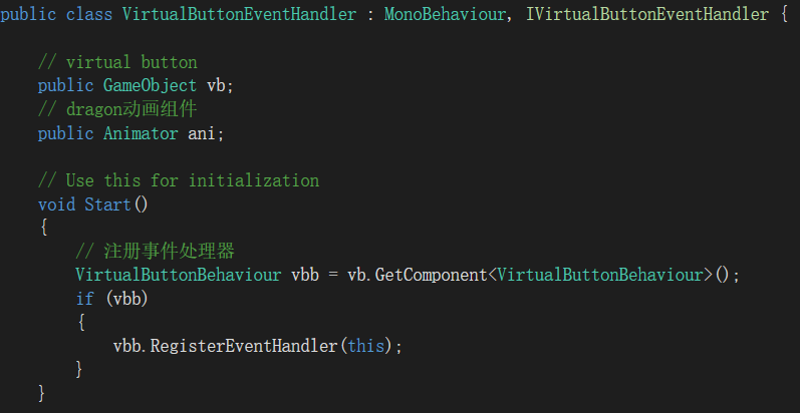 public class VirtualButtonEventHandler : MonoBehaviour, IVirtualButtonEventHandler {
// virtual button
public GameObject vb;
// dragon动画组件
public Animator ani;
// Use this for initialization
void Start()
{
// 注册事件处理器
VirtualButtonBehaviour vbb = vb.GetComponent<VirtualButtonBehaviour>();
if (vbb)
{
vbb.RegisterEventHandler(this);
}
}